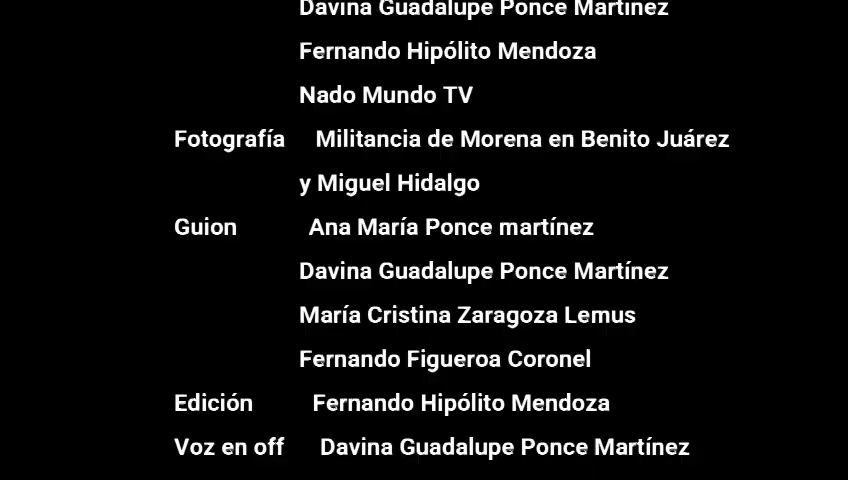 Davina Guadalupe Ponce Martínez
Fernando Hipólito Mendoza
Nado Mundo TV
Fotografía Militancia de Morena en Benito Juárez
y Miguel Hidalgo
Guion Ana María Ponce martínez
Davina Guadalupe Ponce Martínez
María Cristina Zaragoza Lemus
Fernando Figueroa Coronel
Edición Fernando Hipólito Mendoza
Voz en off Davina Guadalupe Ponce Martínez